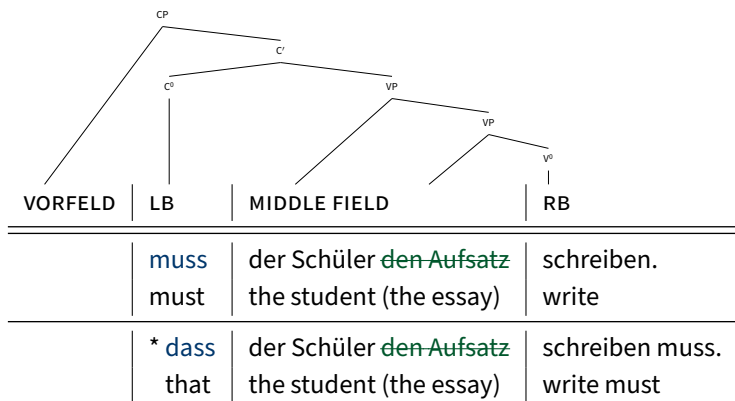 CP
C′
C⁰ VP
VP
V⁰
VORFELD LB MIDDLE FIELD RB
muss der Schüler den Aufsatz schreiben.
must the student (the essay) write
* dass der Schüler den Aufsatz schreiben muss.
that the student (the essay) write must